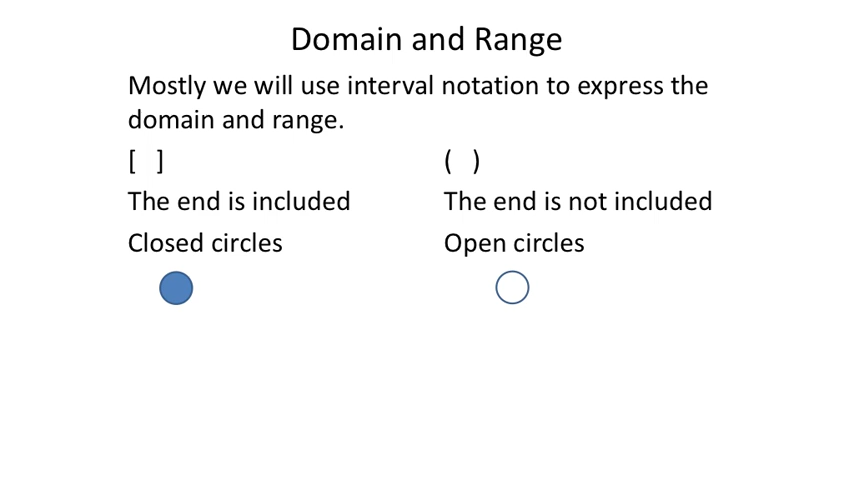 Domain and Range
Mostly we will use interval notation to express the
domain and range.
[ ]
( )
The end is included
The end is not included
Closed circles
Open circles